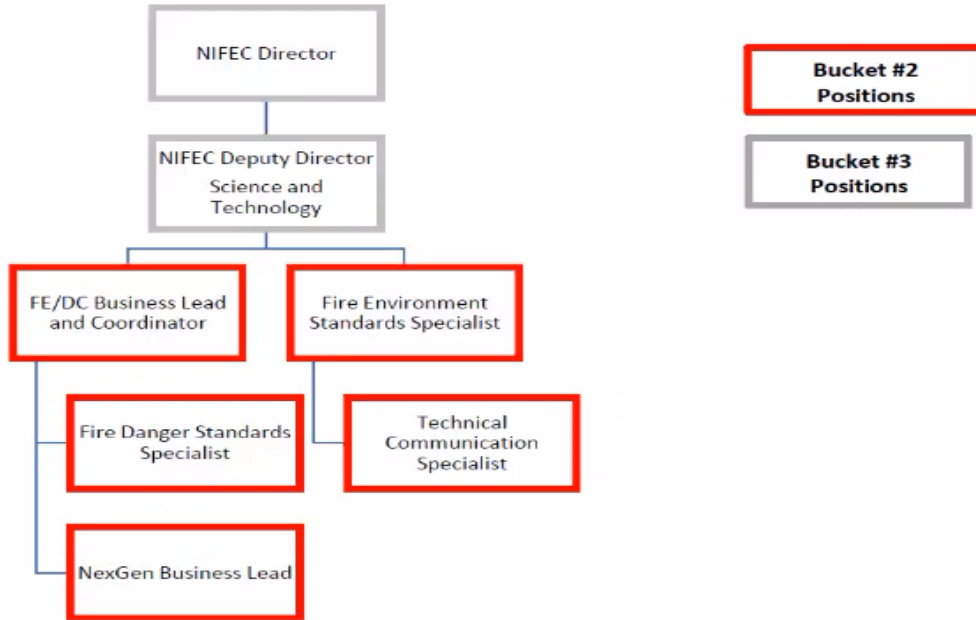 NIFEC Director
Bucket #2
Positions
NIFEC Deputy Director
Science and
Technology
Bucket #3
Positions
FE/DC Business Lead
and Coordinator
Fire Environment
Standards Specialist
Fire Danger Standards
Specialist
Technical
Communication
Specialist
NexGen Business Lead